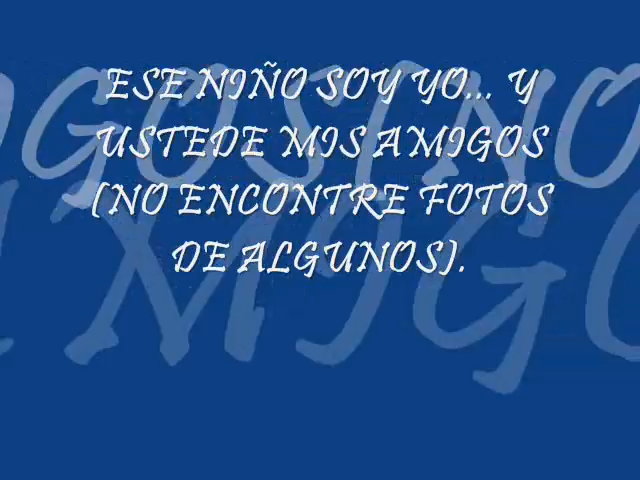 ESE NIÑO SOY YO... Y
USTEDE MIS AMIGOS
(NO ENCONTRE FOTOS
DE ALGUNOS).